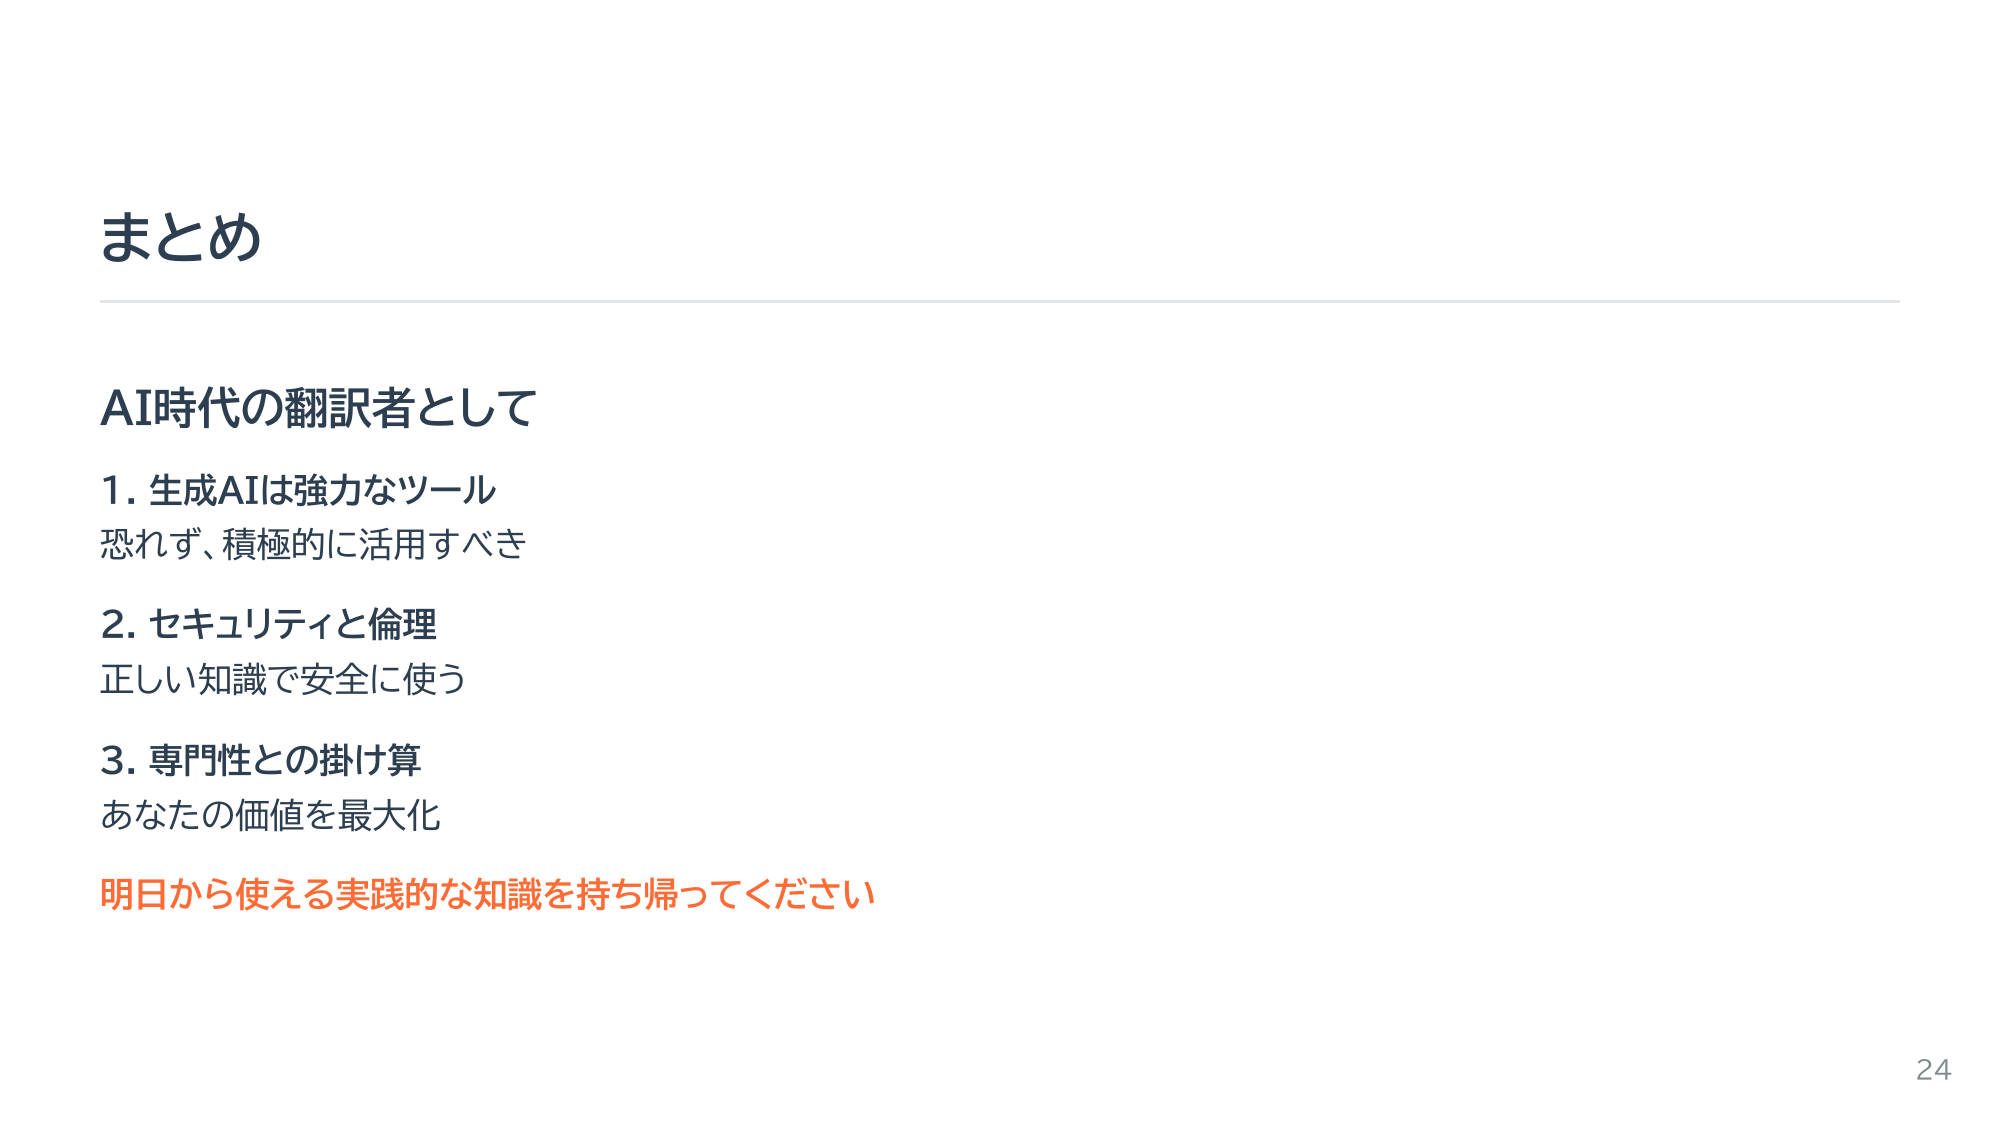 まとめ
AI時代の翻訳者として
1. 生成AIは強力なツール
恐れず、積極的に活用すべき
2. セキュリティと倫理
正しい知識で安全に使う
3. 専門性との掛け算
あなたの価値を最大化
明日から使える実践的な知識を持ち帰ってください
24